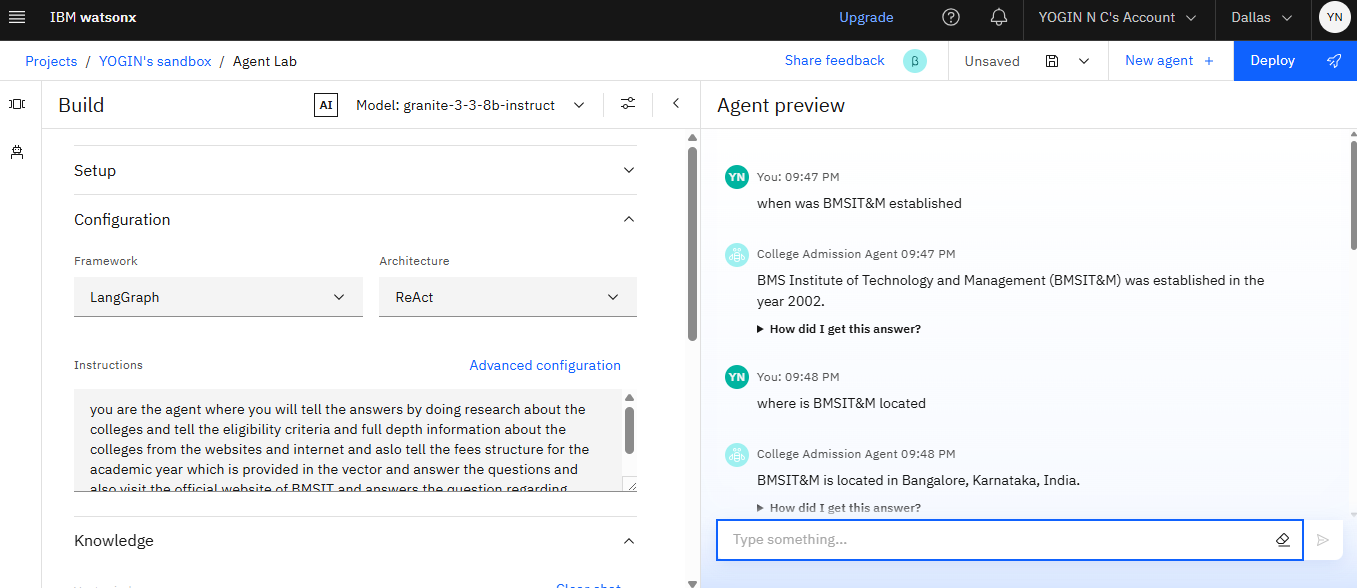 IBM watsonx
Upgrade
YOGIN N C's Account
Dallas
YN
Projects / YOGIN's sandbox / Agent Lab
Share feedback
β
Unsaved
New agent +
Deploy
Build
AI
Model: granite-3-3-8b-instruct
Setup
Configuration
Framework
Architecture
LangGraph
ReAct
Instructions
Advanced configuration
you are the agent where you will tell the answers by doing research about the
colleges and tell the eligibility criteria and full depth information about the
colleges from the websites and internet and aslo tell the fees structure for the
academic year which is provided in the vector and answer the questions and
also visit the official website of BMSIT and answers the question regarding
Knowledge
Clear chat
Agent preview
YN
You: 09:47 PM
when was BMSIT&M established
College Admission Agent 09:47 PM
BMS Institute of Technology and Management (BMSIT&M) was established in the
year 2002.
How did I get this answer?
YN
You: 09:48 PM
where is BMSIT&M located
College Admission Agent 09:48 PM
BMSIT&M is located in Bangalore, Karnataka, India.
How did I get this answer?
Type something...